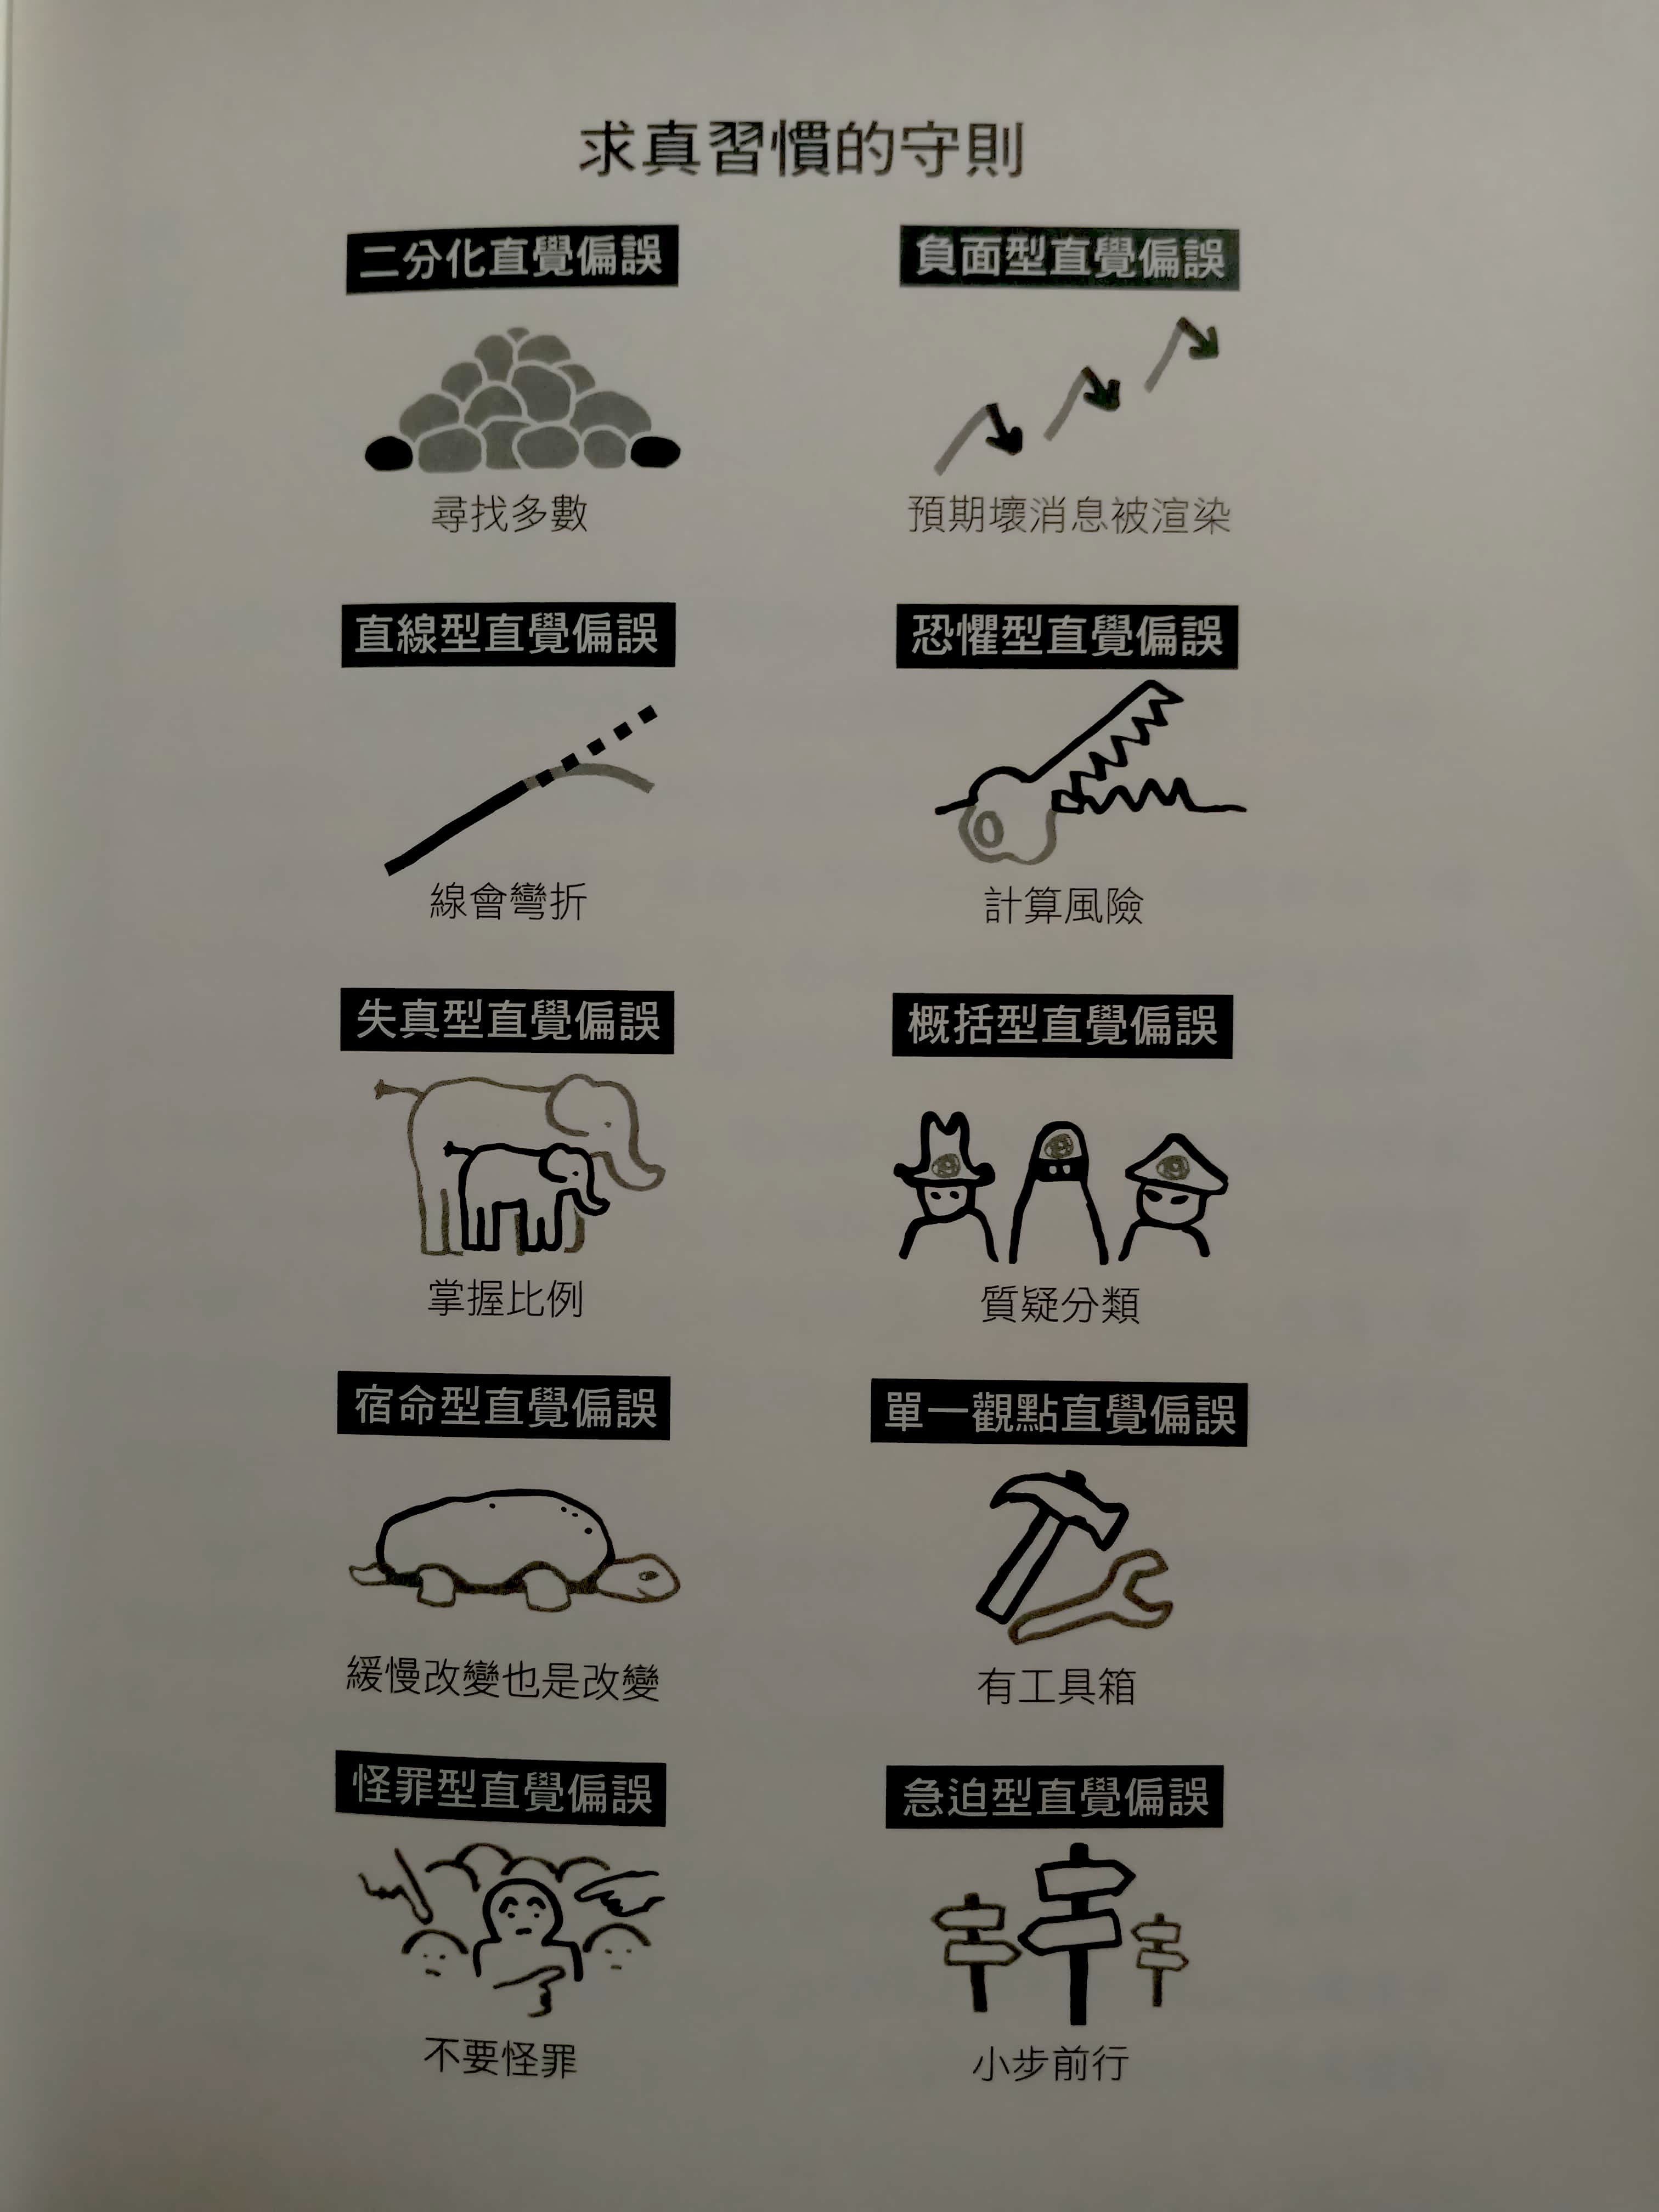 求真習慣的守則
二分化直覺偏誤
負面型直覺偏誤
尋找多數
預期壞消息被渲染
直線型直覺偏誤
恐懼型直覺偏誤
線會彎折
計算風險
失真型直覺偏誤
概括型直覺偏誤
掌握比例
質疑分類
宿命型直覺偏誤
單一觀點直覺偏誤
緩慢改變也是改變
有工具箱
怪罪型直覺偏誤
急迫型直覺偏誤
不要怪罪
小步前行